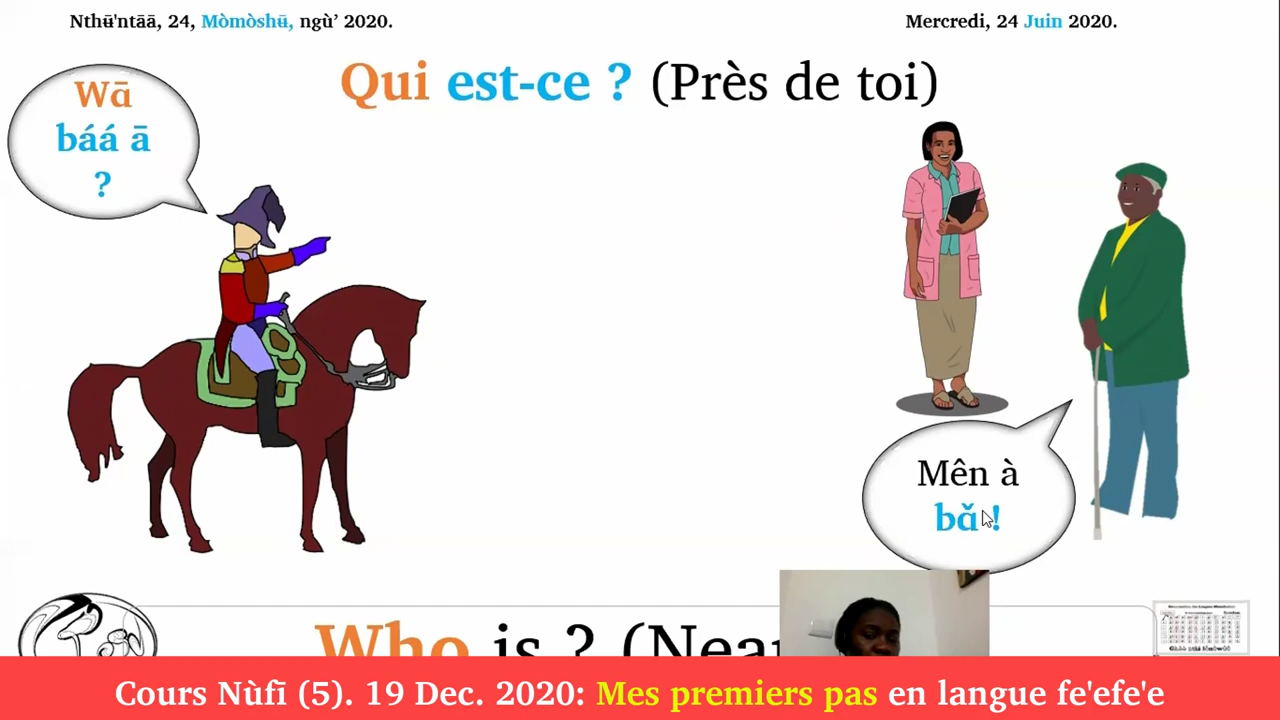 Nthʉ̄'ntāā, 24, Mòmòshʉ̄, ngù’ 2020.
Mercredi, 24 Juin 2020.
Qui est-ce ? (Près de toi)
Wā
báá ā
?
Mên à
bǎ !
Who is ? (Near
Cours Nùfī (5). 19 Dec. 2020: Mes premiers pas en langue fe'efe'e